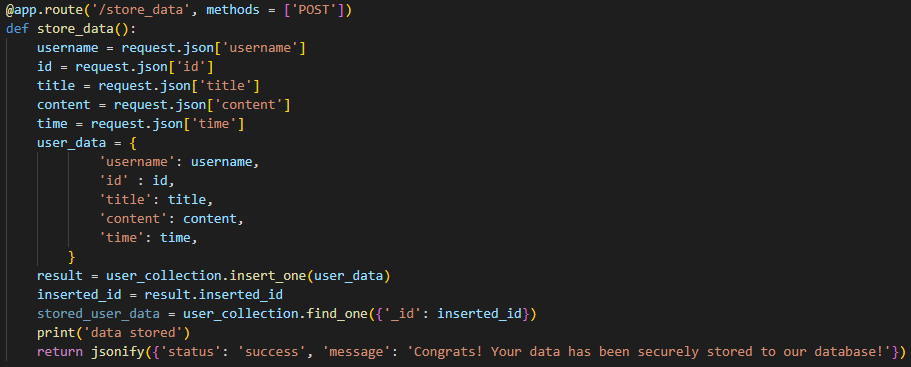 @app.route('/store_data', methods = ['POST'])
def store_data():
    username = request.json['username']
    id = request.json['id']
    title = request.json['title']
    content = request.json['content']
    time = request.json['time']
    user_data = {
            'username': username,
            'id' : id,
            'title': title,
            'content': content,
            'time': time,
        }
    result = user_collection.insert_one(user_data)
    inserted_id = result.inserted_id
    stored_user_data = user_collection.find_one({'_id': inserted_id})
    print('data stored')
    return jsonify({'status': 'success', 'message': 'Congrats! Your data has been securely stored to our database!'})